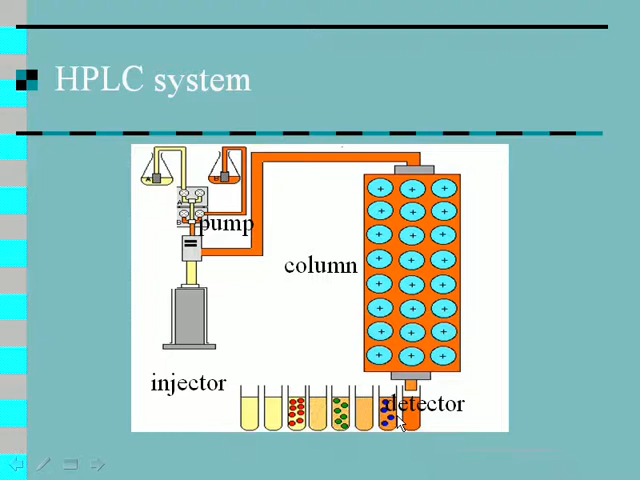 HPLC system
A
B
A
B
pump
column
injector
detector